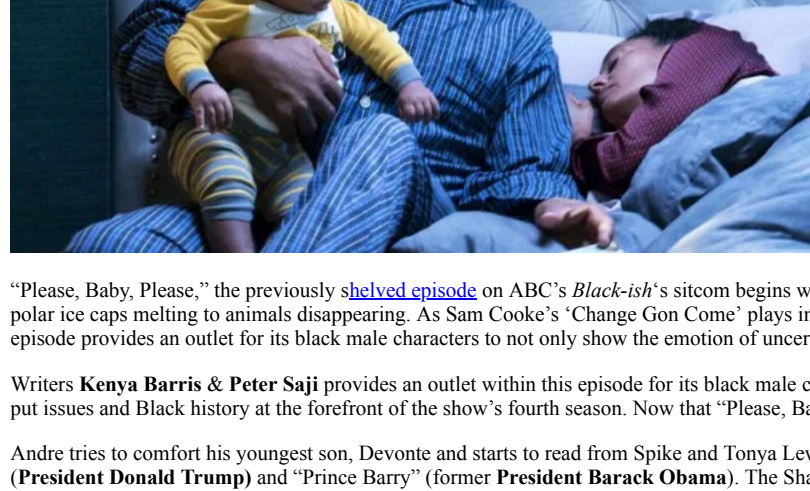 “Please, Baby, Please,” the previously shelved episode on ABC’s Black-ish‘s sitcom begins
polar ice caps melting to animals disappearing. As Sam Cooke’s ‘Change Gon Come’ plays
episode provides an outlet for its black male characters to not only show the emotion of
Writers Kenya Barris & Peter Saji provides an outlet within this episode for its black male
put issues and Black history at the forefront of the show’s fourth season. Now that “Please,
Andre tries to comfort his youngest son, Devonte and starts to read from Spike and Tonya
(President Donald Trump) and “Prince Barry” (former President Barack Obama). The